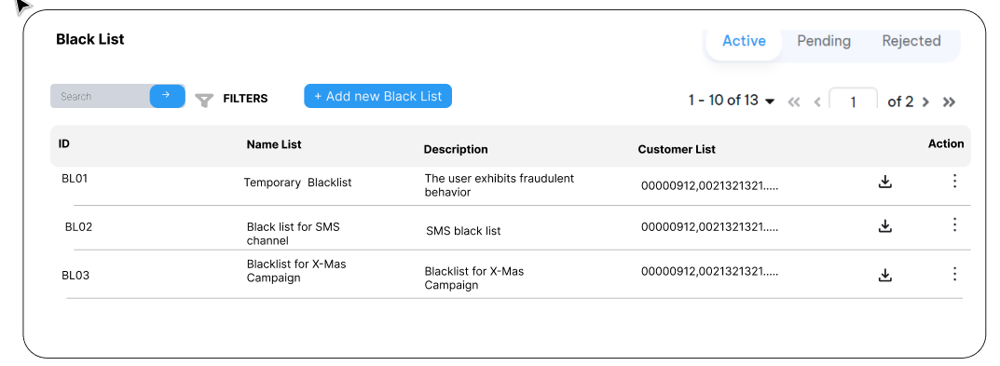 Black List
Active Pending Rejected
Search
FILTERS
+ Add new Black List
1 - 10 of 13
1
of 2
ID
Name List
Description
Customer List
Action
BL01
Temporary Blacklist
The user exhibits fraudulent
behavior
00000912,0021321321.....
BL02
Black list for SMS
channel
SMS black list
00000912,0021321321.....
BL03
Blacklist for X-Mas
Campaign
Blacklist for X-Mas
Campaign
00000912,0021321321.....